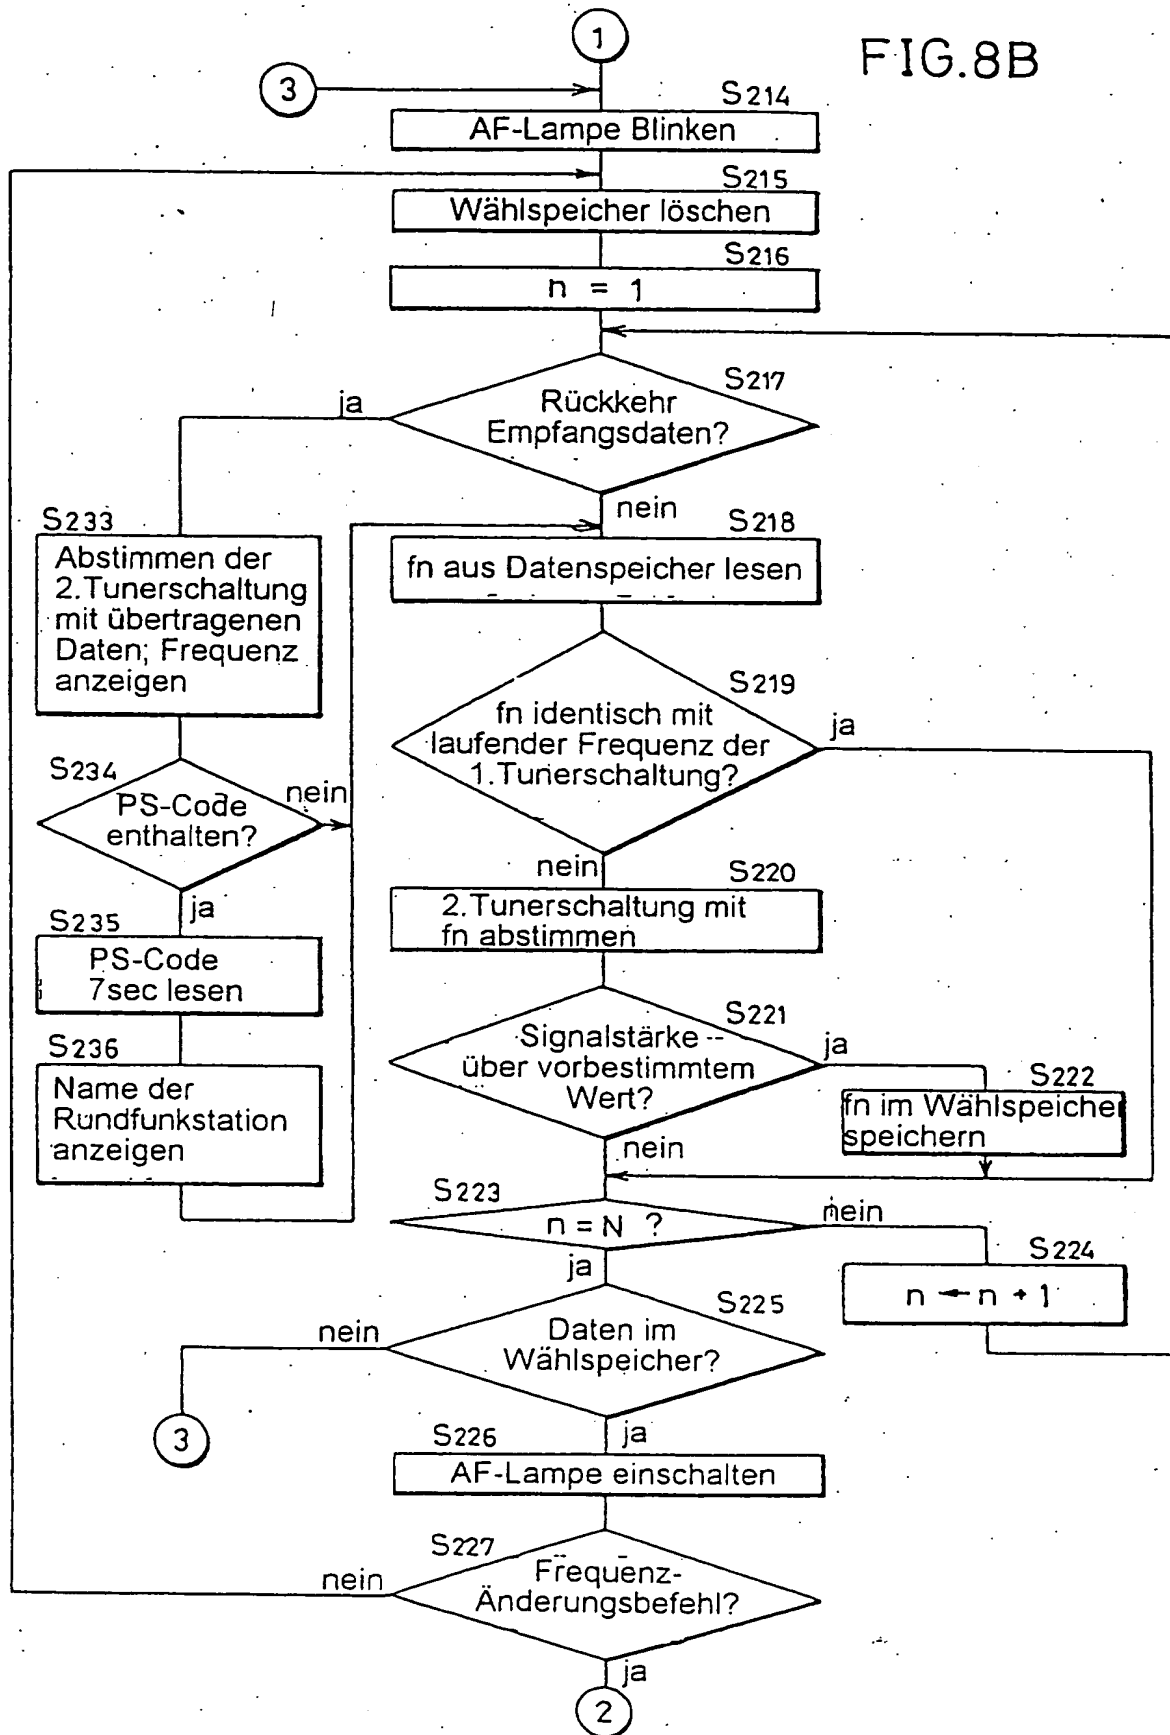 1
FIG.8B
3
S214
AF-Lampe Blinken
S215
Wählspeicher löschen
S216
n = 1
S217
ja
Rückkehr
Empfangsdaten?
nein
S233
Abstimmen der
2.Tunerschaltung
mit übertragenen
Daten; Frequenz
anzeigen
S218
fn aus Datenspeicher lesen
S219
fn identisch mit
laufender Frequenz der
1.Tunerschaltung?
ja
nein
S234
PS-Code
enthalten?
nein
ja
S220
2.Tunerschaltung mit
fn abstimmen
S235
PS-Code
7sec lesen
S221
Signalstärke
über vorbestimmtem
Wert?
ja
nein
S236
Name der
Rundfunkstation
anzeigen
S222
fn im Wählspeicher
speichern
S223
n = N ?
nein
ja
S224
n ← n + 1
S225
nein
Daten im
Wählspeicher?
3
ja
S226
AF-Lampe einschalten
S227
nein
Frequenz-
Änderungsbefehl?
ja
2